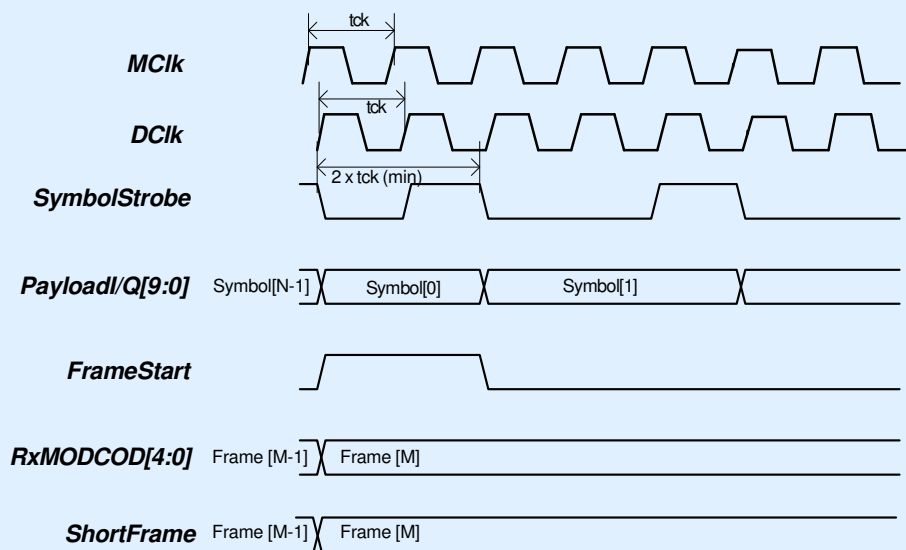 tck
MClk
tck
DClk
2 x tck (min)
SymbolStrobe
PayloadI/Q[9:0] Symbol[N-1] Symbol[0] Symbol[1]
FrameStart
RxMODCOD[4:0] Frame [M-1] Frame [M]
ShortFrame Frame [M-1] Frame [M]